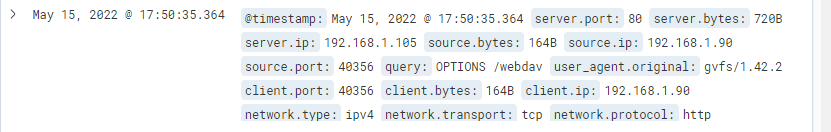 May 15, 2022 @ 17:50:35.364 @timestamp: May 15, 2022 @ 17:50:35.364 server.port: 80 server.bytes: 720B
server.ip: 192.168.1.105 source.bytes: 164B source.ip: 192.168.1.90
source.port: 40356 query: OPTIONS /webdav user_agent.original: gvfs/1.42.2
client.port: 40356 client.bytes: 164B client.ip: 192.168.1.90
network.type: ipv4 network.transport: tcp network.protocol: http